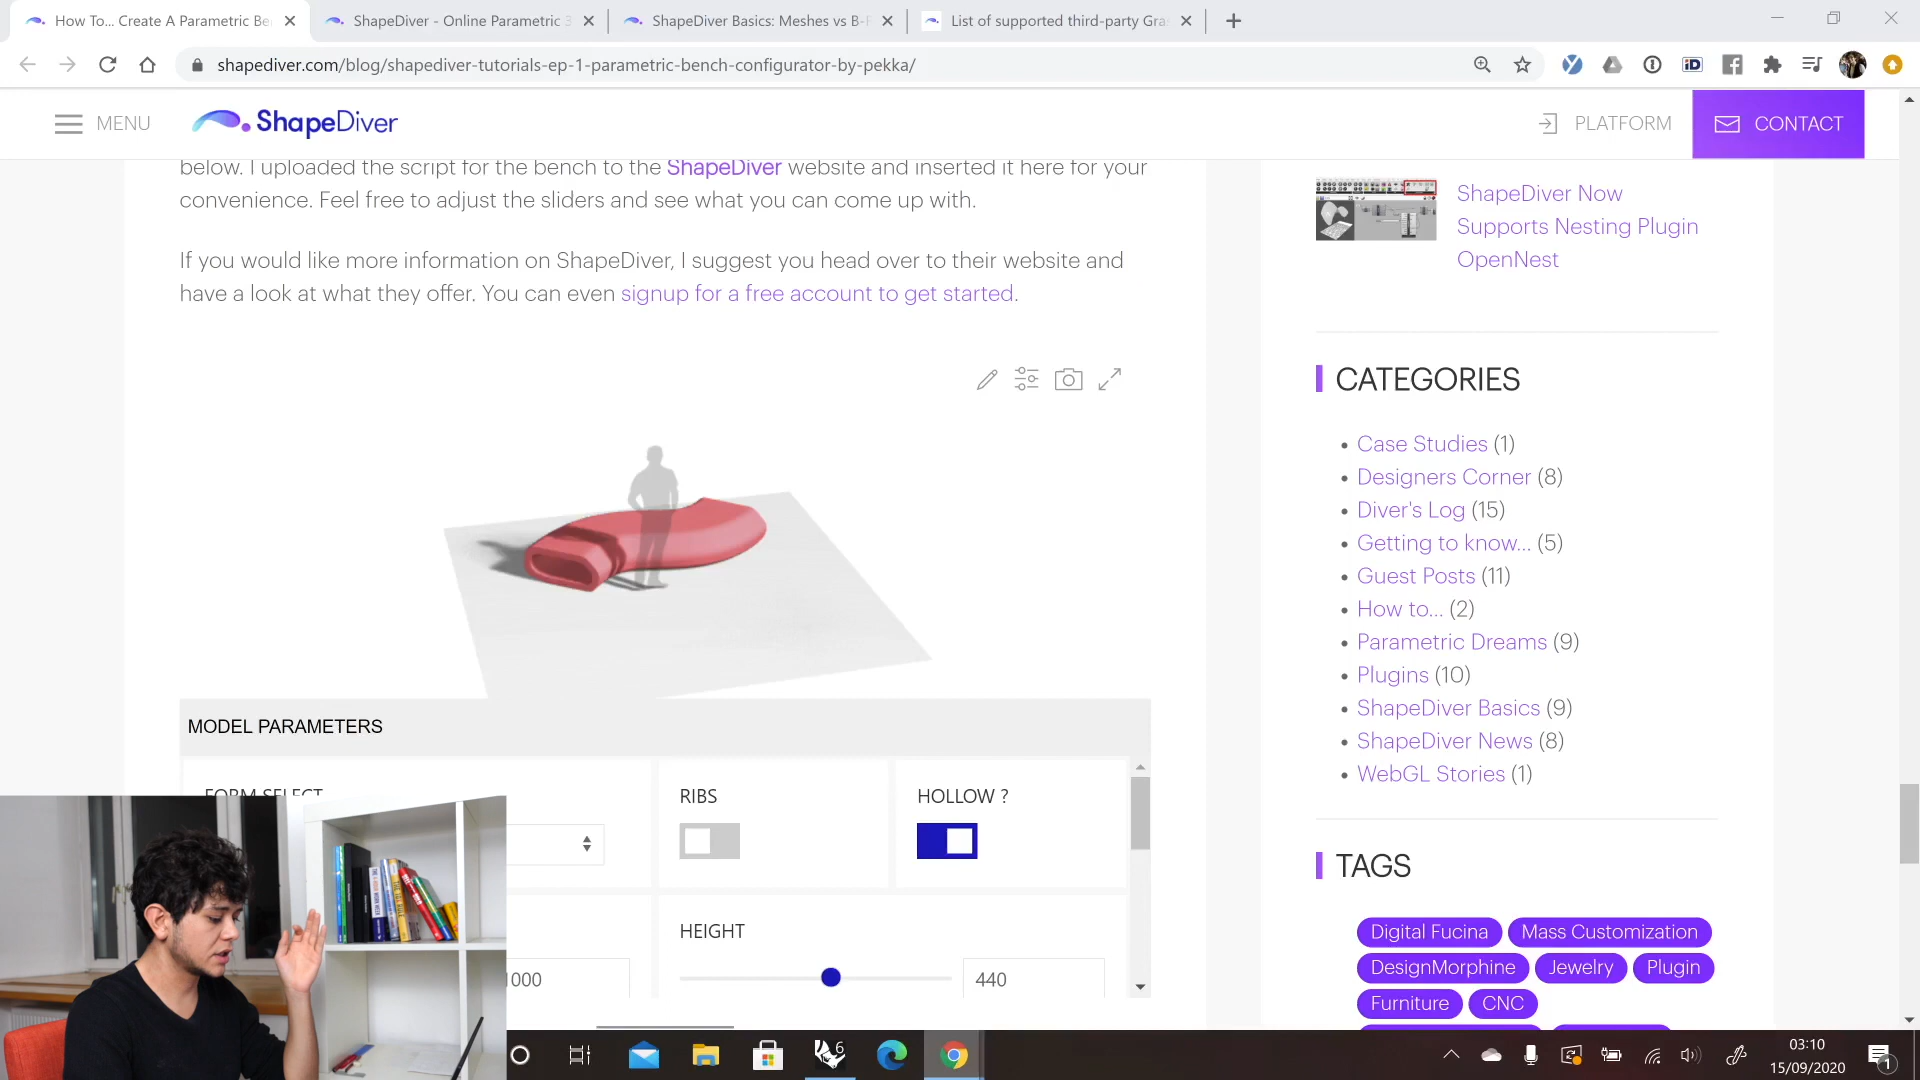 How To... Create A Parametric Be
ShapeDiver - Online Parametric 3
ShapeDiver Basics: Meshes vs B-R
List of supported third-party Gra
shapediver.com/blog/shapediver-tutorials-ep-1-parametric-bench-configurator-by-pekka/
MENU
ShapeDiver
PLATFORM
CONTACT
below. I uploaded the script for the bench to the ShapeDiver website and inserted it here for your
convenience. Feel free to adjust the sliders and see what you can come up with.
If you would like more information on ShapeDiver, I suggest you head over to their website and
have a look at what they offer. You can even signup for a free account to get started.
ShapeDiver Now
Supports Nesting Plugin
OpenNest
CATEGORIES
• Case Studies (1)
• Designers Corner (8)
• Diver's Log (15)
• Getting to know... (5)
• Guest Posts (11)
• How to... (2)
• Parametric Dreams (9)
• Plugins (10)
• ShapeDiver Basics (9)
• ShapeDiver News (8)
• WebGL Stories (1)
MODEL PARAMETERS
FORM SELECT
RIBS
HOLLOW ?
HEIGHT
1000
440
TAGS
Digital Fucina
Mass Customization
DesignMorphine
Jewelry
Plugin
Furniture
CNC
6
03:10
15/09/2020
1